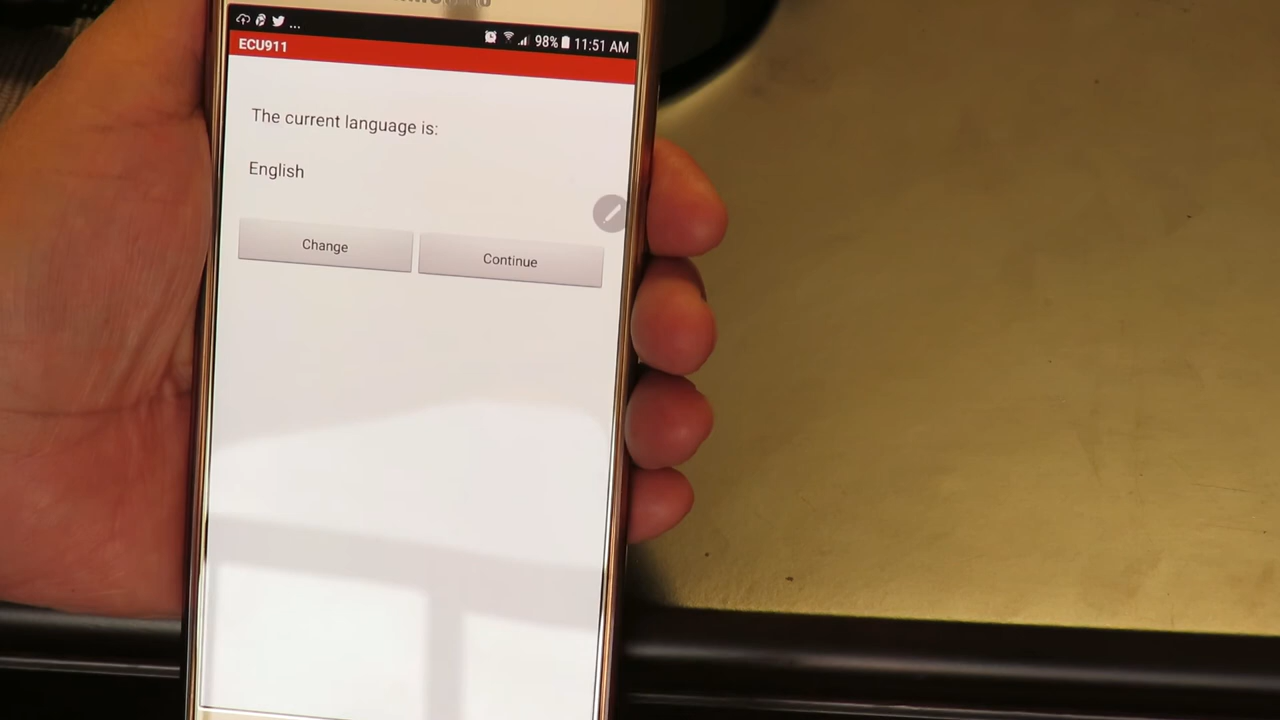 ... 98% 11:51 AM
ECU911
The current language is:
English
Change Continue